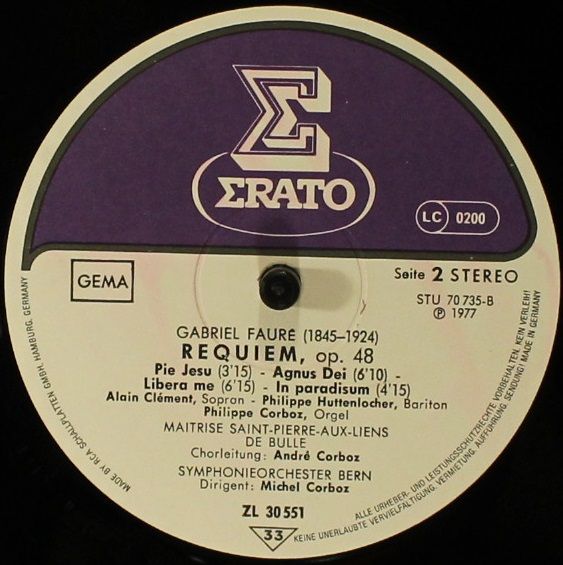 Σ
ΣRATO
LC 0200
GEMA
Seite 2 STEREO
STU 70 735-B
℗ 1977
GABRIEL FAURÉ (1845–1924)
REQUIEM, op. 48
Pie Jesu (3'15) - Agnus Dei (6'10) -
Libera me (6'15) - In paradisum (4'15)
Alain Clément, Sopran - Philippe Huttenlocher, Bariton
Philippe Corboz, Orgel
MAITRISE SAINT-PIERRE-AUX-LIENS
DE BULLE
Chorleitung: André Corboz
SYMPHONIEORCHESTER BERN
Dirigent: Michel Corboz
ZL 30 551
33
MADE BY RCA SCHALLPLATTEN GMBH, HAMBURG, GERMANY
ALLE URHEBER- UND LEISTUNGSSCHUTZRECHTE VORBEHALTEN. KEIN VERLEIH!
KEINE UNERLAUBTE VERVIELFÄLTIGUNG, VERMIETUNG, AUFFÜHRUNG, SENDUNG! MADE IN GERMANY